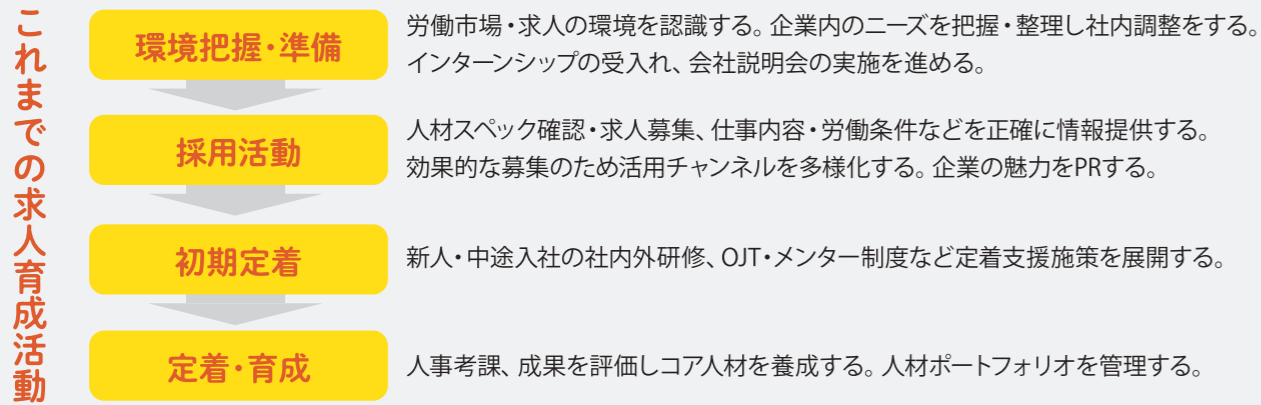 これまでの求人育成活動
環境把握・準備
労働市場・求人の環境を認識する。企業内のニーズを把握・整理し社内調整をする。
インターンシップの受入れ、会社説明会の実施を進める。
採用活動
人材スペック確認・求人募集、仕事内容・労働条件などを正確に情報提供する。
効果的な募集のため活用チャンネルを多様化する。企業の魅力をPRする。
初期定着
新人・中途入社の社内外研修、OJT・メンター制度など定着支援施策を展開する。
定着・育成
人事考課、成果を評価しコア人材を養成する。人材ポートフォリオを管理する。